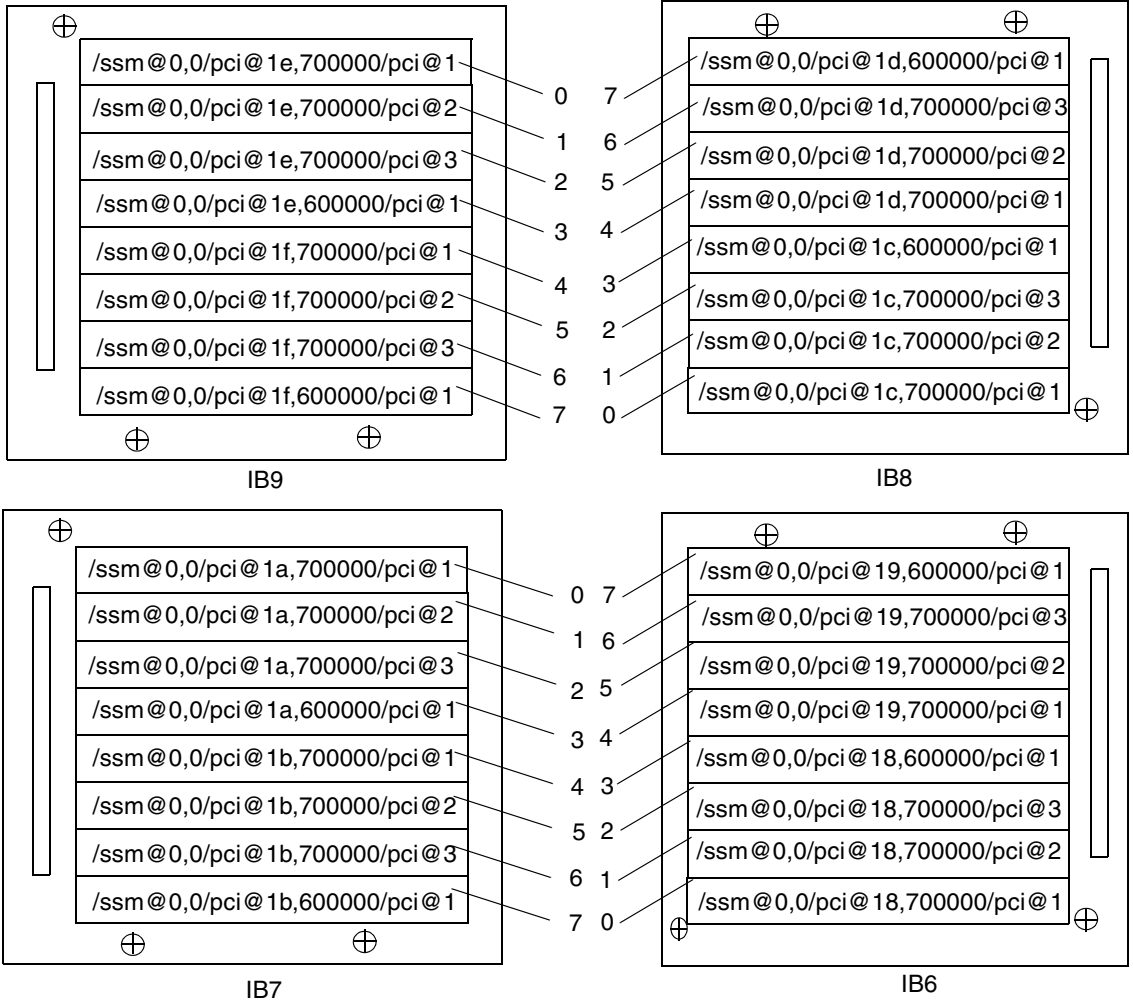 /ssm@0,0/pci@1e,700000/pci@1
/ssm@0,0/pci@1e,700000/pci@2
/ssm@0,0/pci@1e,700000/pci@3
/ssm@0,0/pci@1e,600000/pci@1
/ssm@0,0/pci@1f,700000/pci@1
/ssm@0,0/pci@1f,700000/pci@2
/ssm@0,0/pci@1f,700000/pci@3
/ssm@0,0/pci@1f,600000/pci@1
0
1
2
3
4
5
6
7
IB9
7
6
5
4
3
2
1
0
/ssm@0,0/pci@1d,600000/pci@1
/ssm@0,0/pci@1d,700000/pci@3
/ssm@0,0/pci@1d,700000/pci@2
/ssm@0,0/pci@1d,700000/pci@1
/ssm@0,0/pci@1c,600000/pci@1
/ssm@0,0/pci@1c,700000/pci@3
/ssm@0,0/pci@1c,700000/pci@2
/ssm@0,0/pci@1c,700000/pci@1
IB8
/ssm@0,0/pci@1a,700000/pci@1
/ssm@0,0/pci@1a,700000/pci@2
/ssm@0,0/pci@1a,700000/pci@3
/ssm@0,0/pci@1a,600000/pci@1
/ssm@0,0/pci@1b,700000/pci@1
/ssm@0,0/pci@1b,700000/pci@2
/ssm@0,0/pci@1b,700000/pci@3
/ssm@0,0/pci@1b,600000/pci@1
0
1
2
3
4
5
6
7
IB7
7
6
5
4
3
2
1
0
/ssm@0,0/pci@19,600000/pci@1
/ssm@0,0/pci@19,700000/pci@3
/ssm@0,0/pci@19,700000/pci@2
/ssm@0,0/pci@19,700000/pci@1
/ssm@0,0/pci@18,600000/pci@1
/ssm@0,0/pci@18,700000/pci@3
/ssm@0,0/pci@18,700000/pci@2
/ssm@0,0/pci@18,700000/pci@1
IB6